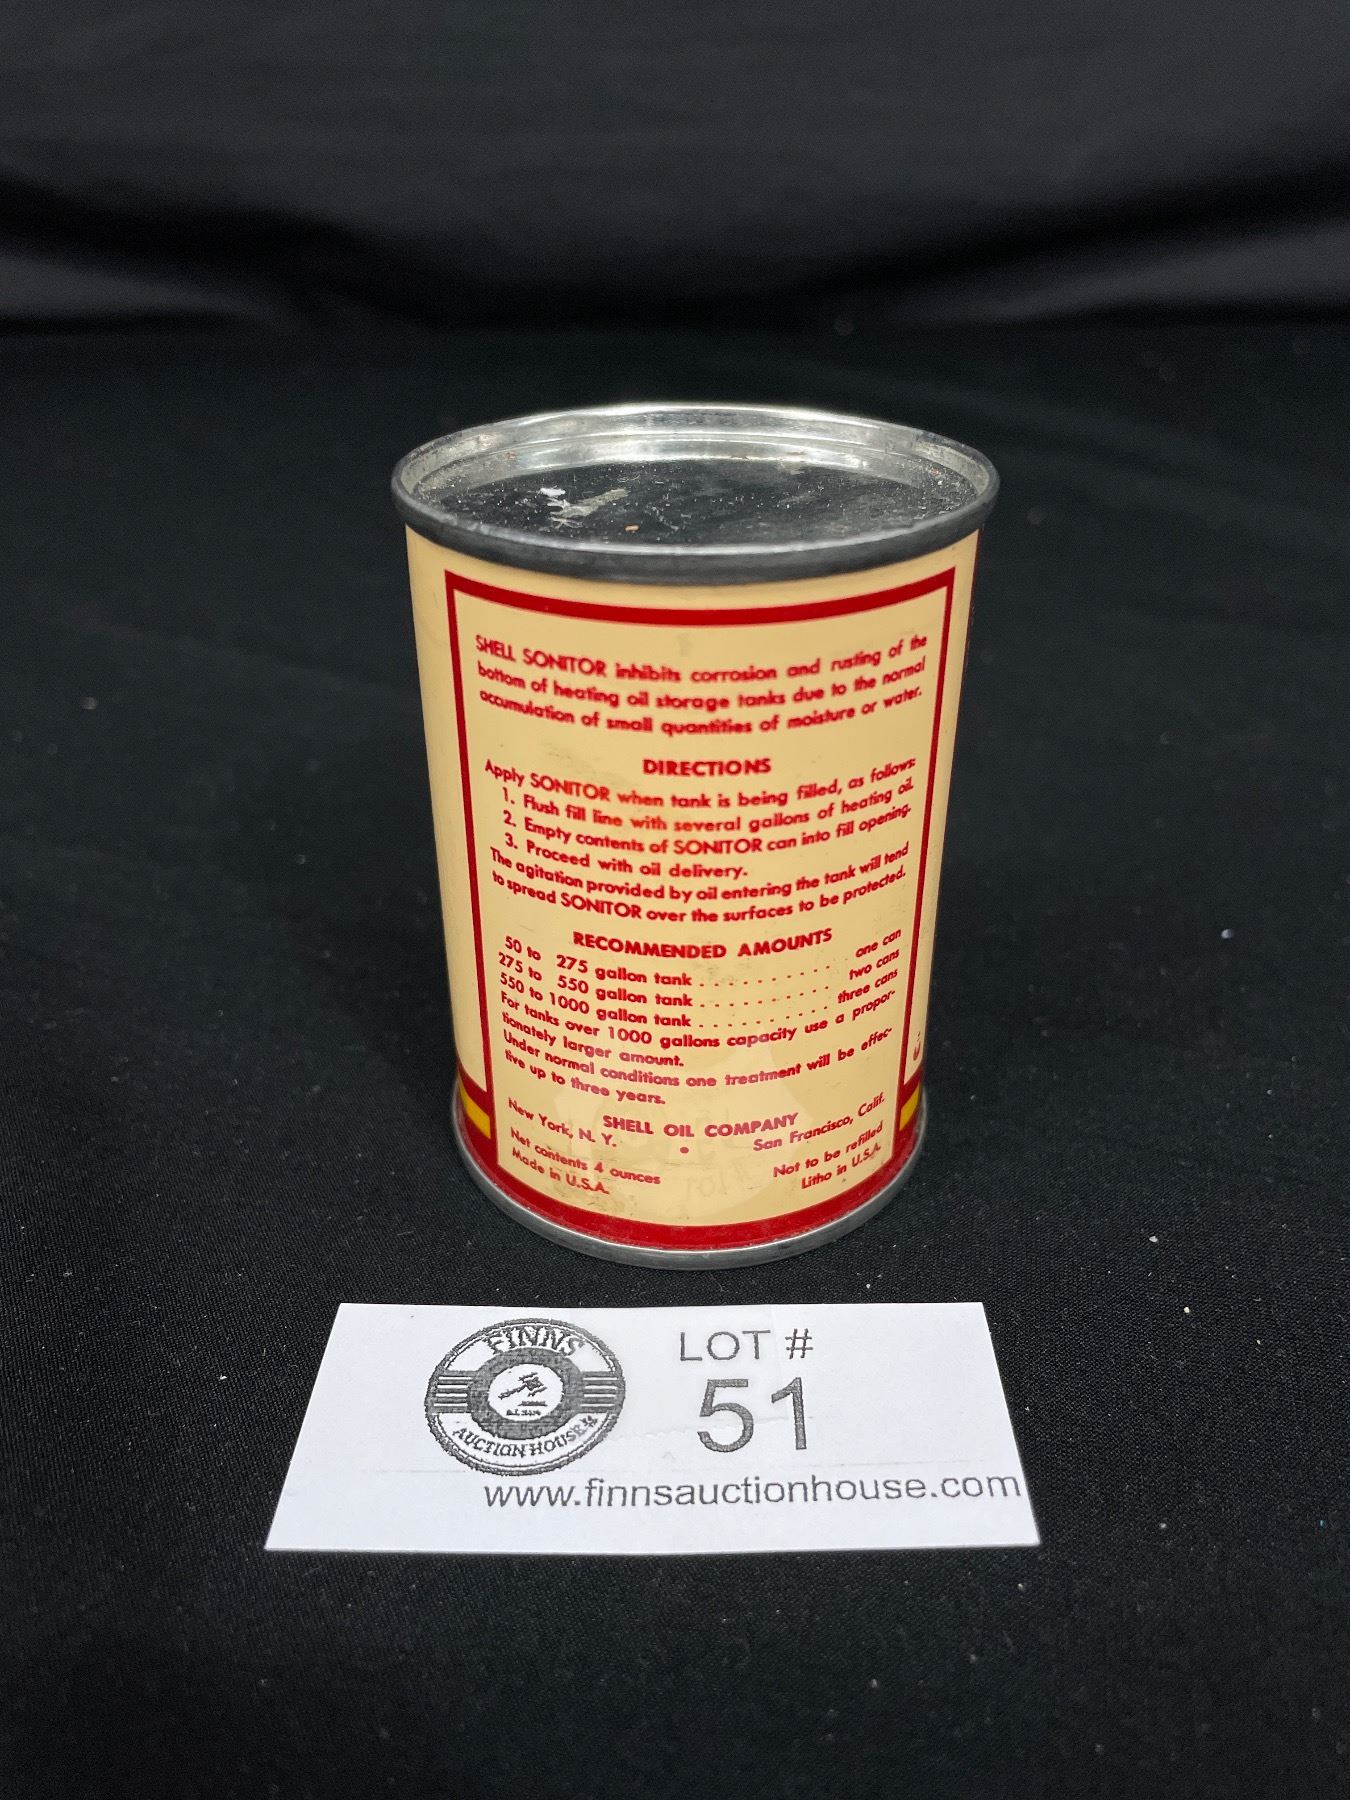 SHELL SONITOR inhibits corrosion and rusting of the
bottom of heating oil storage tanks due to the normal
accumulation of small quantities of moisture or water.
DIRECTIONS
Apply SONITOR when tank is being filled, as follows:
1. Flush fill line with several gallons of heating oil.
2. Empty contents of SONITOR can into fill opening.
3. Proceed with oil delivery.
The agitation provided by oil entering the tank will tend
to spread SONITOR over the surfaces to be protected.
RECOMMENDED AMOUNTS
50 to 275 gallon tank . . . . . . . . . . one can
275 to 550 gallon tank . . . . . . . . . . two cans
550 to 1000 gallon tank . . . . . . . . . . three cans
For tanks over 1000 gallons capacity use a propor-
tionately larger amount.
Under normal conditions one treatment will be effec-
tive up to three years.
SHELL OIL COMPANY
New York, N. Y. • San Francisco, Calif.
Net contents 4 ounces Not to be refilled
Made in U.S.A. Litho in U.S.A.
FINNS
AUCTION HOUSE
LOT #
51
www.finnsauctionhouse.com